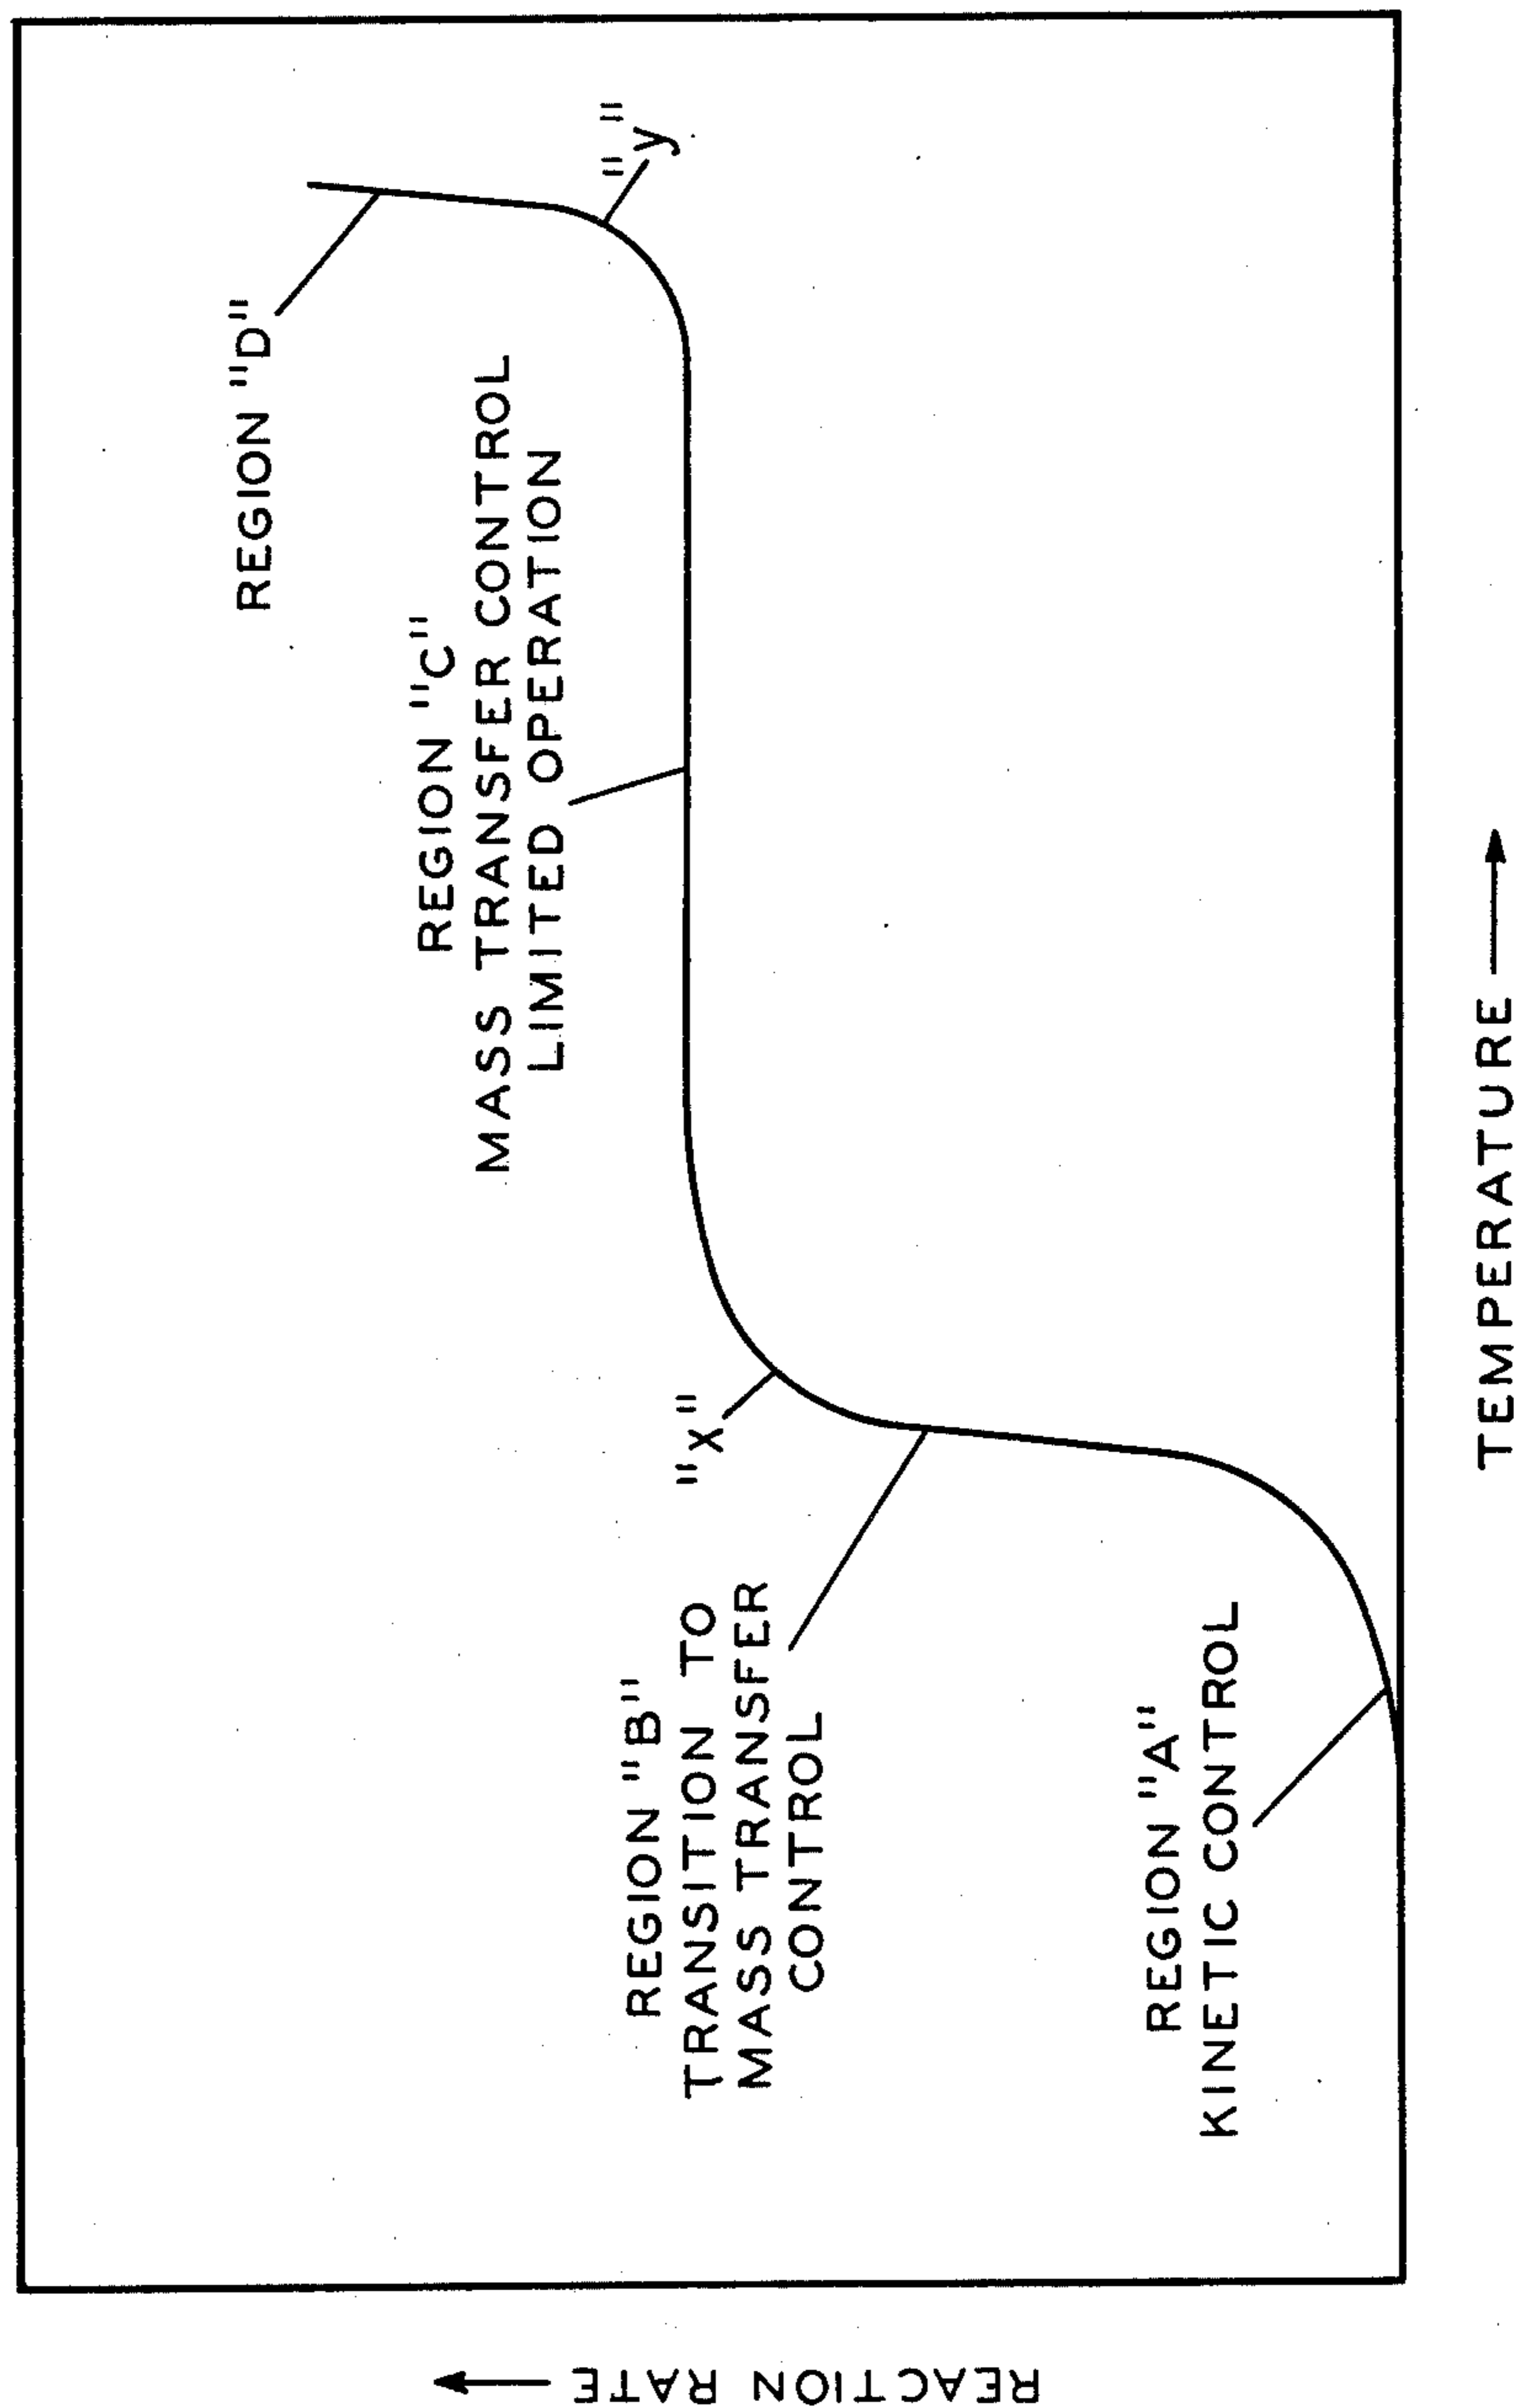 REGION "D"
REGION "C"
MASS TRANSFER CONTROL
LIMITED OPERATION
"y"
"x"
REGION "B"
TRANSITION TO
MASS TRANSFER
CONTROL
REGION "A"
KINETIC CONTROL
REACTION RATE
TEMPERATURE